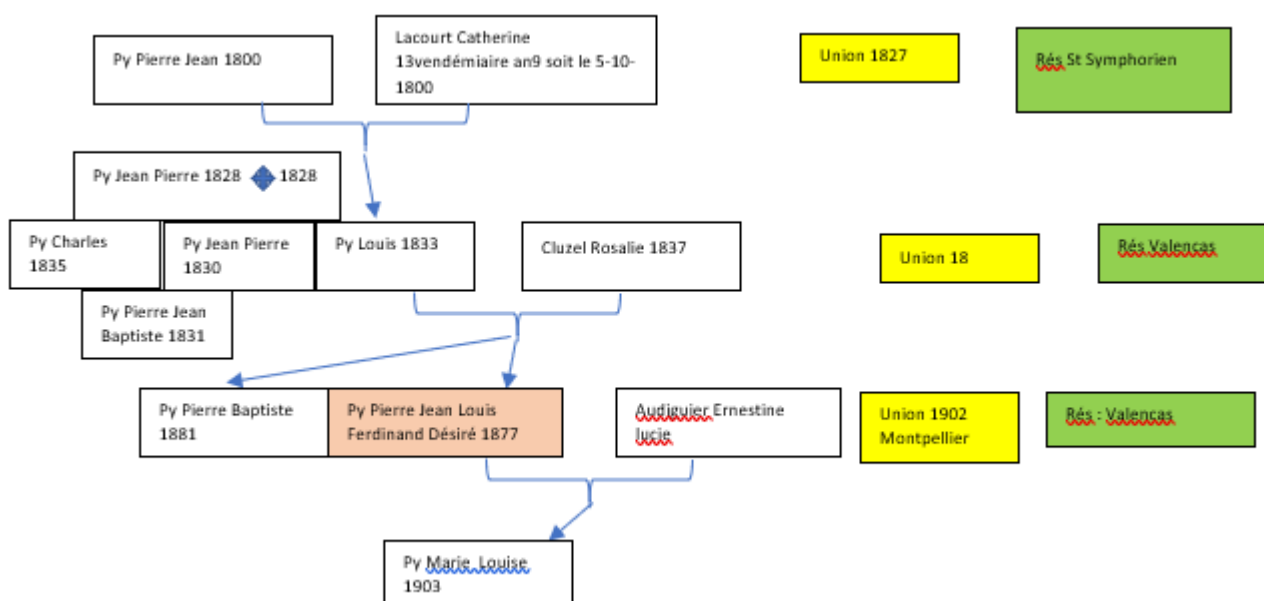 Py Pierre Jean 1800
Lacourt Catherine
13vendémiaire an9 soit le 5-10-
1800
Union 1827
Rés St Symphorien
Py Jean Pierre 1828 1828
Py Charles
1835
Py Jean Pierre
1830
Py Louis 1833
Cluzel Rosalie 1837
Union 18
Rés Valencas
Py Pierre Jean
Baptiste 1831
Py Pierre Baptiste
1881
Py Pierre Jean Louis
Ferdinand Désiré 1877
Audiguier Ernestine
lucie
Union 1902
Montpellier
Rés : Valencas
Py Marie Louise
1903